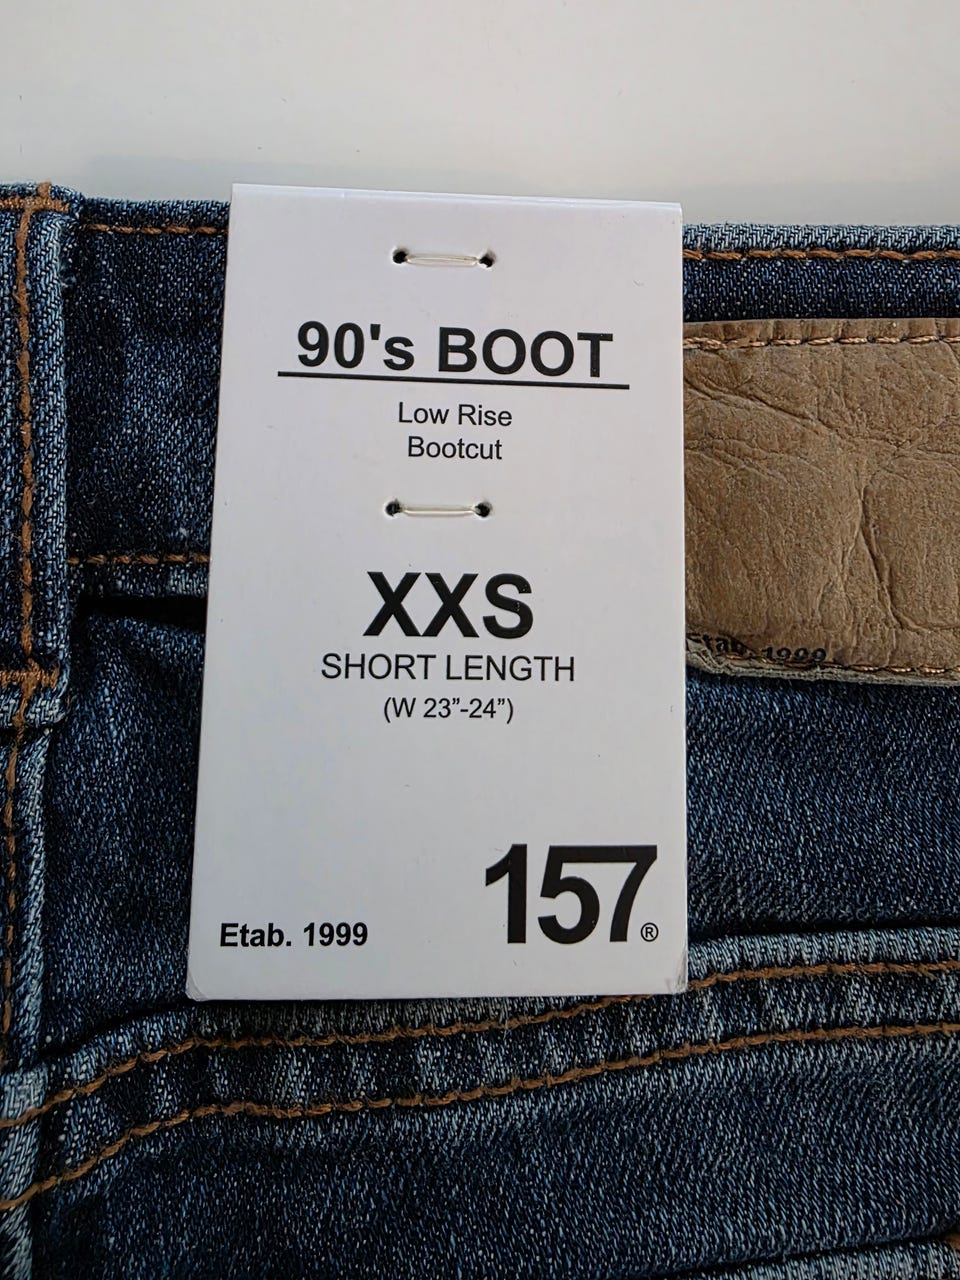 90's BOOT
Low Rise
Bootcut
XXS
SHORT LENGTH
(W 23”-24”)
157®
Etab. 1999
Etab. 1999